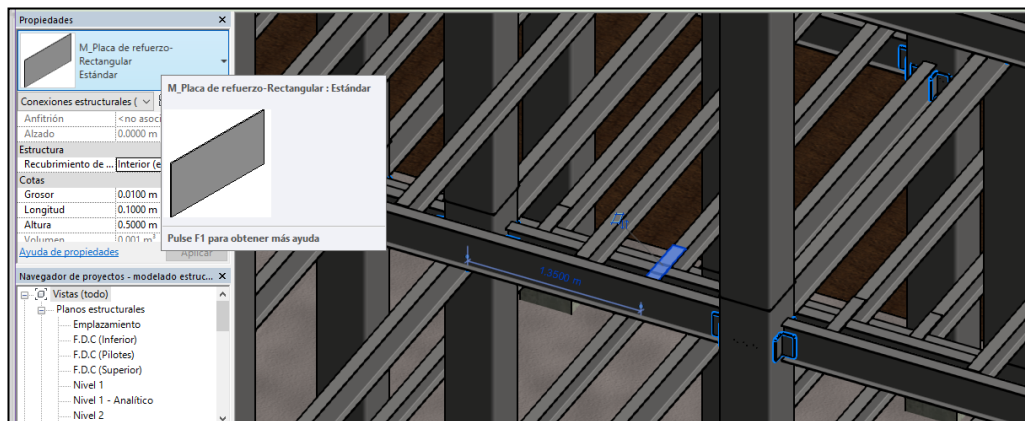 Propiedades
M_Placa de refuerzo-
Rectangular
Estándar
M_Placa de refuerzo-Rectangular : Estándar
Conexiones estructurales (
Anfitrión
<no asoci
Alzado
0.0000 m
Estructura
Recubrimiento de ...
Interior (e
Cotas
Grosor
0.0100 m
Longitud
0.1000 m
Altura
0.5000 m
Volumen
0.001 m³
Pulse F1 para obtener más ayuda
Ayuda de propiedades
Aplicar
1.3500 m
Navegador de proyectos - modelado estruc...
Vistas (todo)
Planos estructurales
Emplazamiento
F.D.C (Inferior)
F.D.C (Pilotes)
F.D.C (Superior)
Nivel 1
Nivel 1 - Analítico
Nivel 2